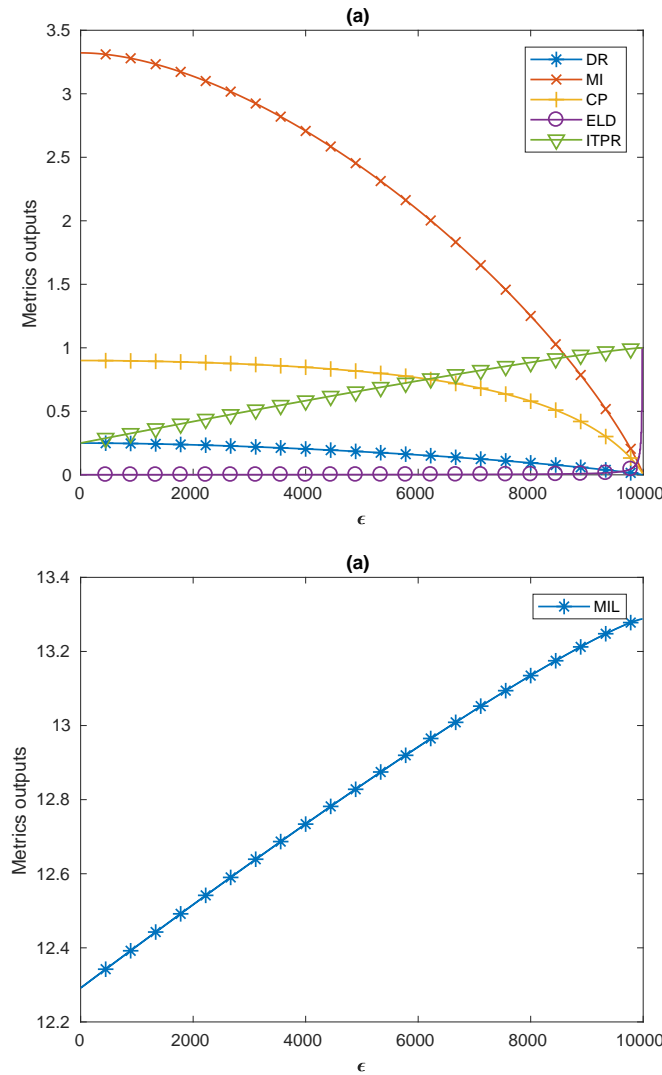 (a)
3.5
3
2.5
2
1.5
1
0.5
0
Metrics outputs
DR
MI
CP
ELD
ITPR
0 2000 4000 6000 8000 10000
ϵ
(a)
13.4
13.2
13
12.8
12.6
12.4
12.2
Metrics outputs
MIL
0 2000 4000 6000 8000 10000
ϵ